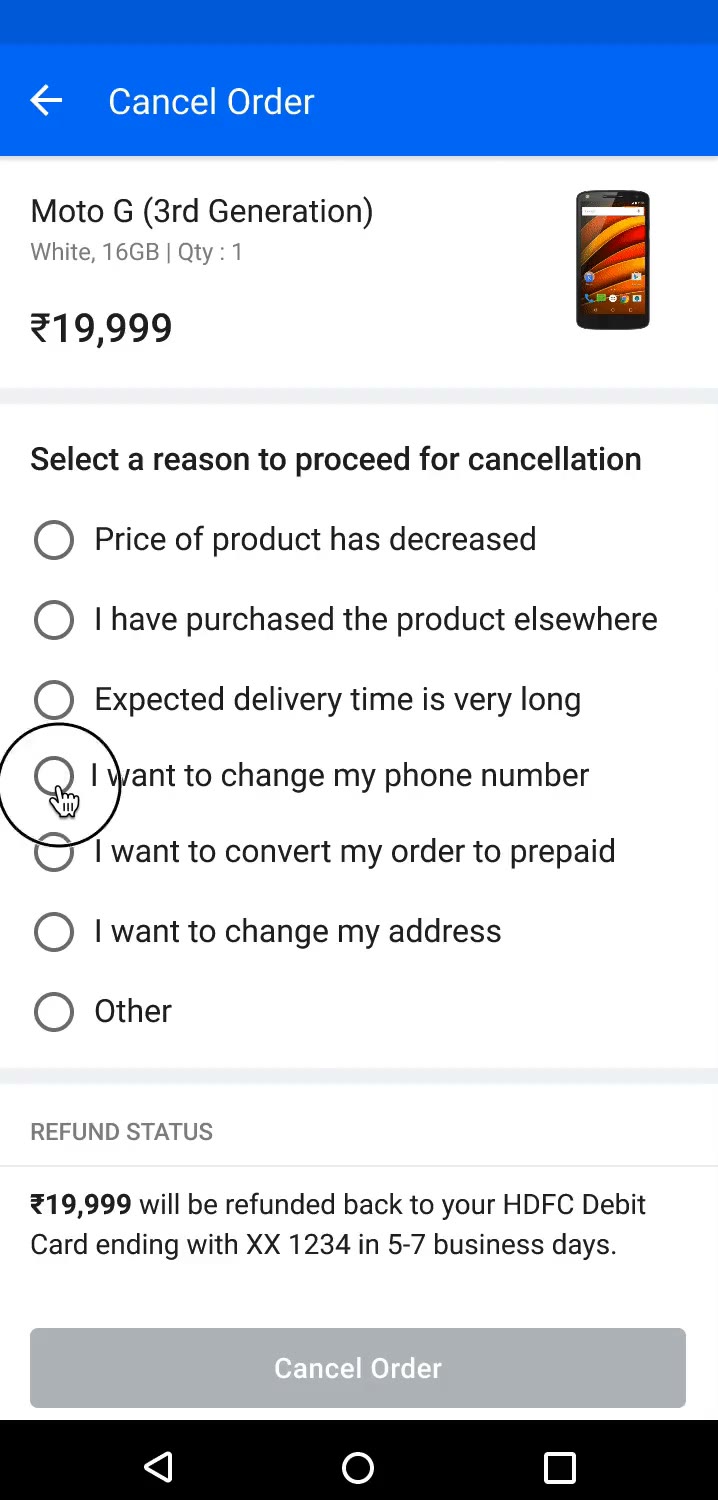 Cancel Order
Moto G (3rd Generation)
White, 16GB | Qty : 1
₹19,999
Select a reason to proceed for cancellation
Price of product has decreased
I have purchased the product elsewhere
Expected delivery time is very long
I want to change my phone number
I want to convert my order to prepaid
I want to change my address
Other
REFUND STATUS
₹19,999 will be refunded back to your HDFC Debit
Card ending with XX 1234 in 5-7 business days.
Cancel Order